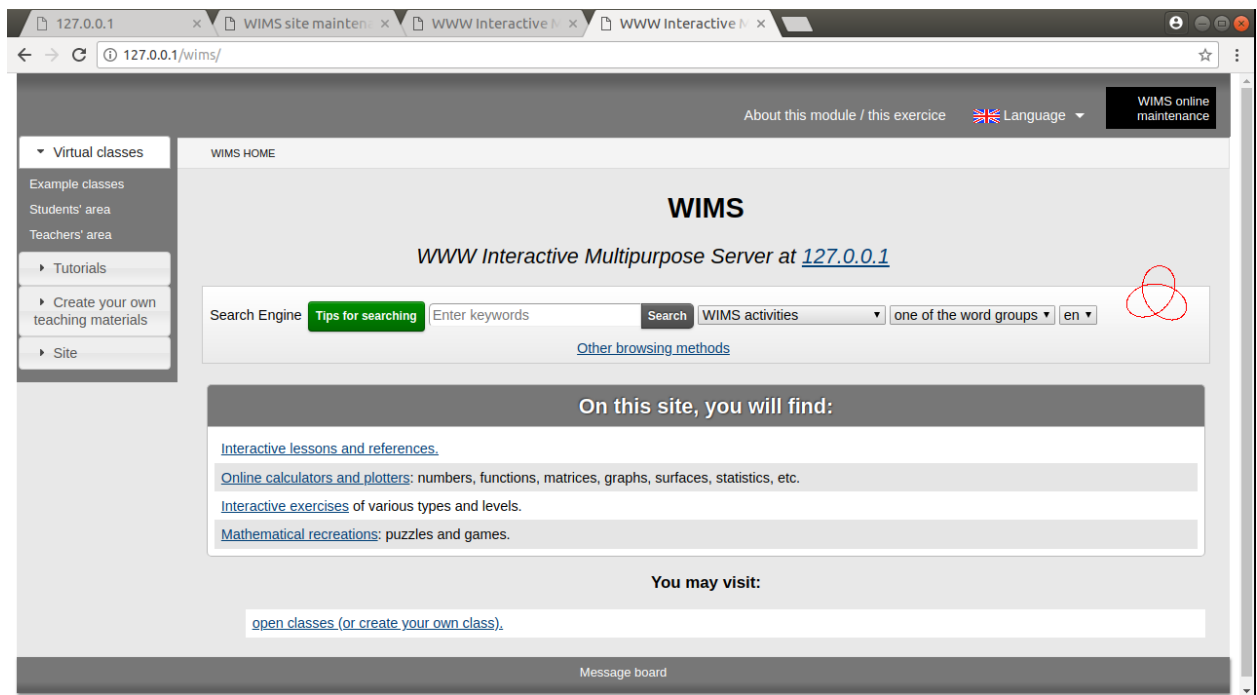 127.0.0.1
WIMS site mainten
WWW Interactive M
WWW Interactive M
127.0.0.1/wims/
About this module / this exercice
Language
WIMS online
maintenance
Virtual classes
WIMS HOME
Example classes
Students' area
Teachers' area
Tutorials
Create your own
teaching materials
Site
WIMS
WWW Interactive Multipurpose Server at 127.0.0.1
Search Engine Tips for searching Enter keywords Search WIMS activities one of the word groups en
Other browsing methods
On this site, you will find:
Interactive lessons and references.
Online calculators and plotters: numbers, functions, matrices, graphs, surfaces, statistics, etc.
Interactive exercises of various types and levels.
Mathematical recreations: puzzles and games.
You may visit:
open classes (or create your own class).
Message board